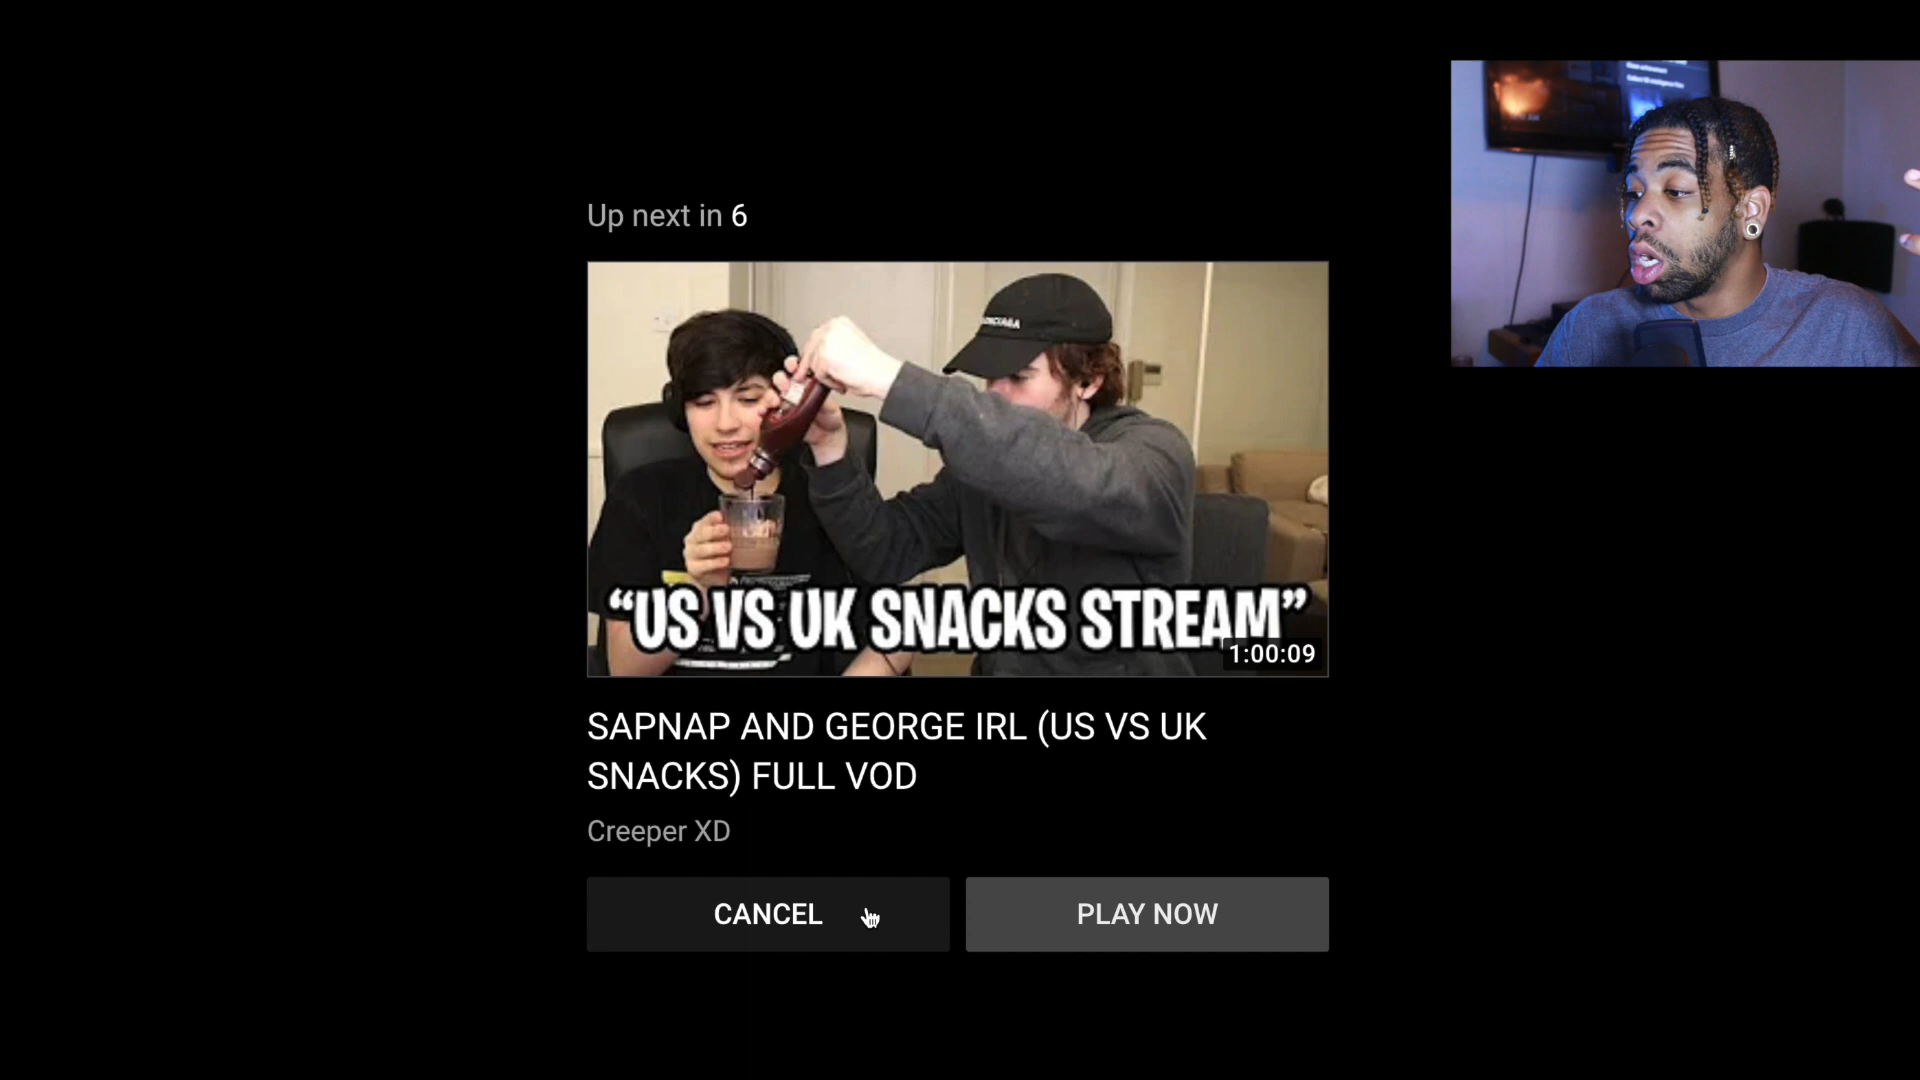 Up next in 6
“US VS UK SNACKS STREAM”
1:00:09
SAPNAP AND GEORGE IRL (US VS UK
SNACKS) FULL VOD
Creeper XD
CANCEL
PLAY NOW